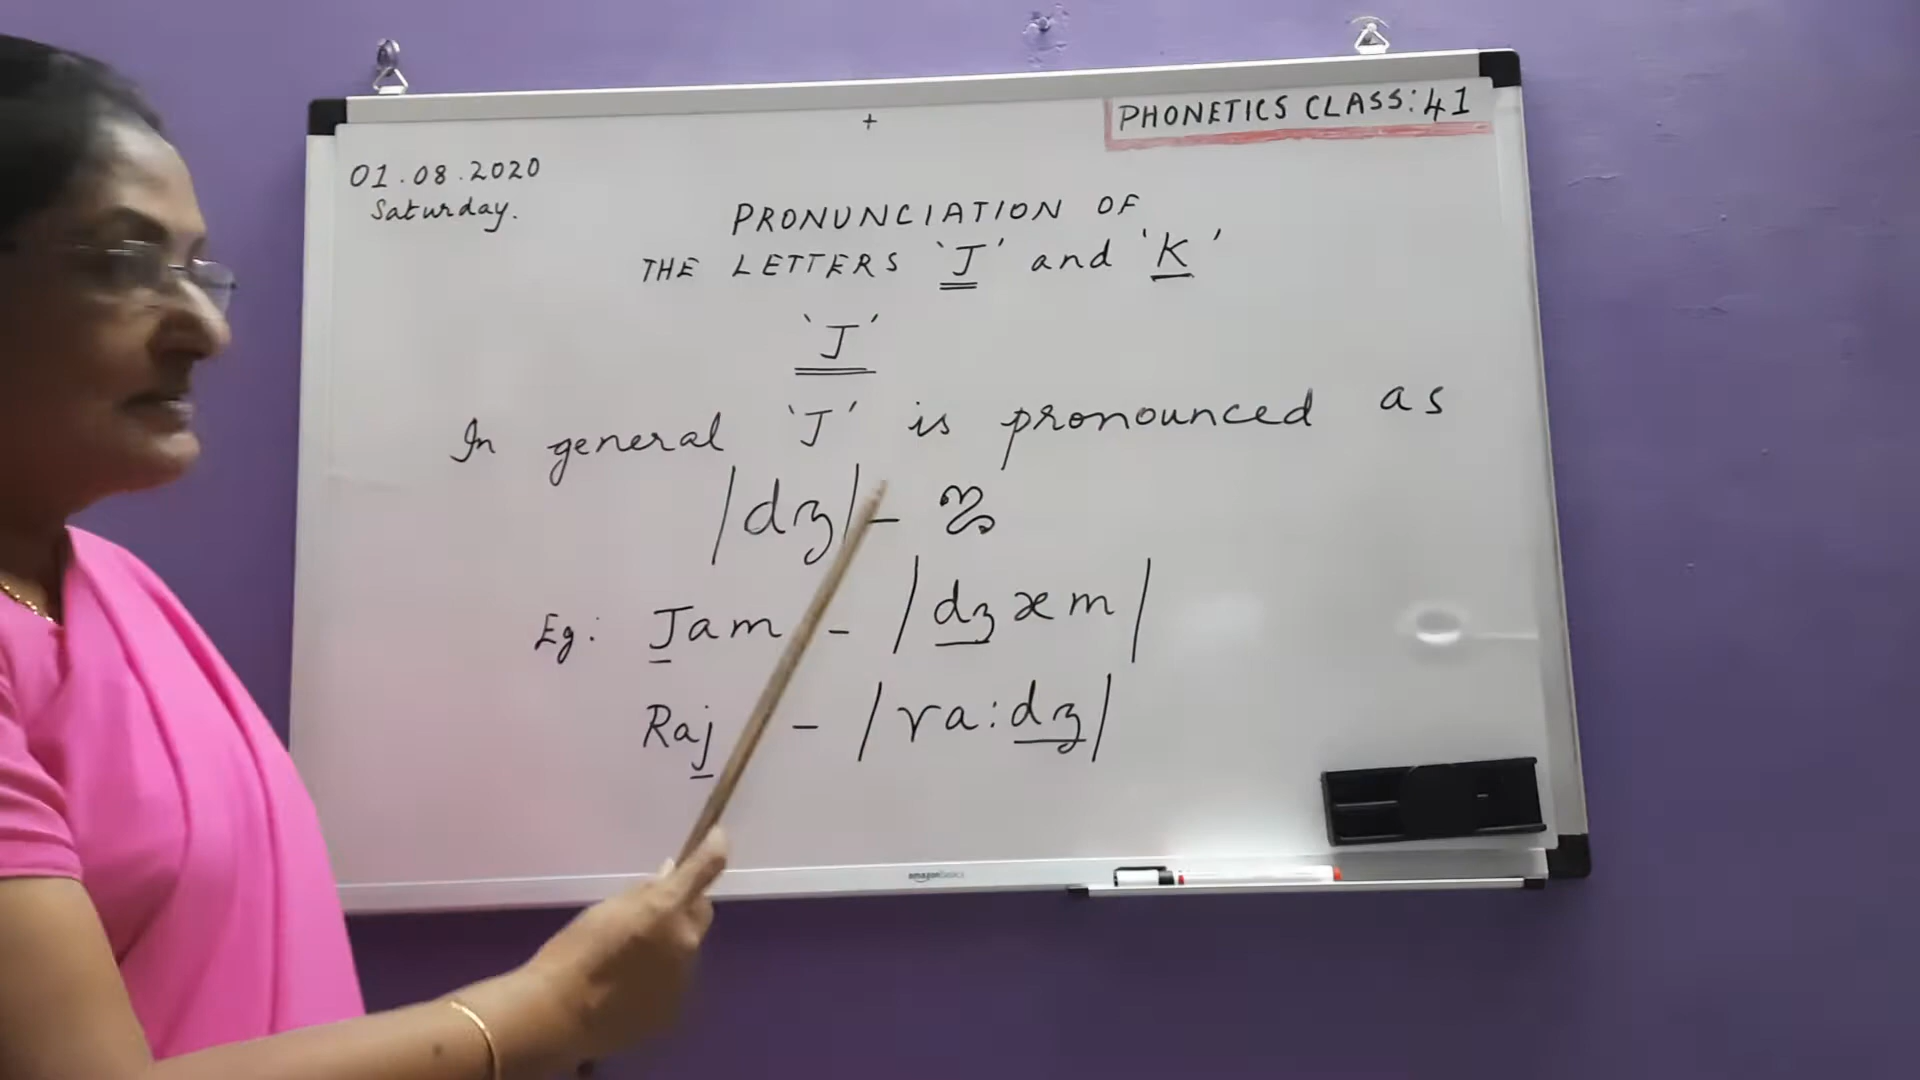 PHONETICS CLASS: 41
01.08.2020
Saturday.
PRONUNCIATION OF
THE LETTERS 'J' and 'K'
'J'
In general 'J' is pronounced as
/dʒ/ - ജ
Eg: Jam - /dʒæm/
Raj - /ra:dʒ/
amazonbasics